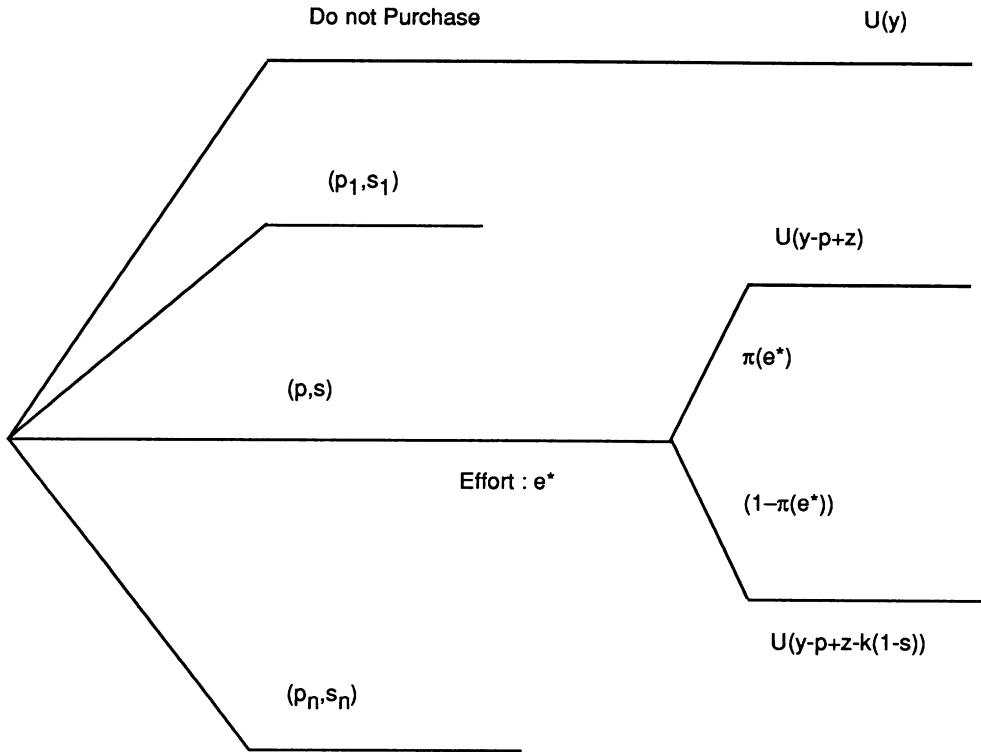 Do not Purchase
U(y)
(p₁,s₁)
U(y-p+z)
π(e*)
(p,s)
Effort : e*
(1–π(e*))
U(y-p+z-k(1-s))
(pₙ,sₙ)